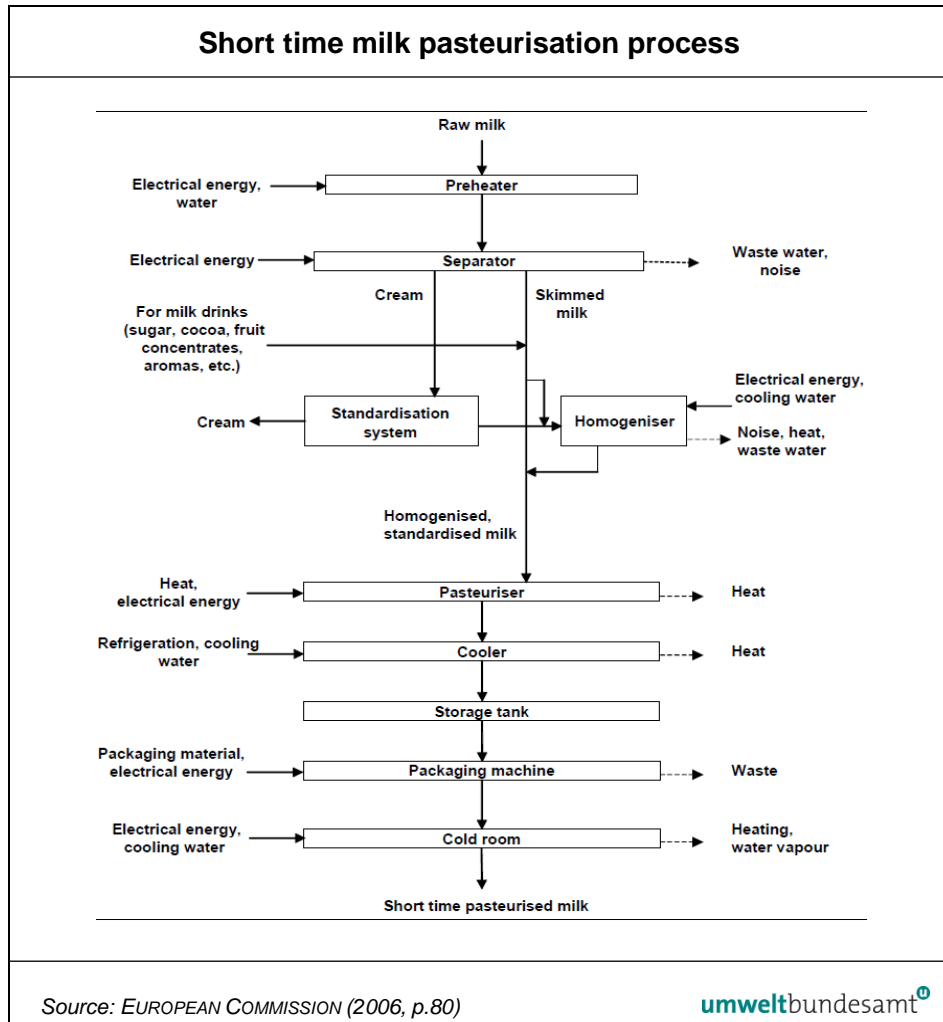 Short time milk pasteurisation process
Raw milk
Electrical energy,
water
Preheater
Electrical energy
Separator
Waste water,
noise
Cream
Skimmed
milk
For milk drinks
(sugar, cocoa, fruit
concentrates,
aromas, etc.)
Electrical energy,
cooling water
Cream
Standardisation
system
Homogeniser
Noise, heat,
waste water
Homogenised,
standardised milk
Heat,
electrical energy
Pasteuriser
Heat
Refrigeration, cooling
water
Cooler
Heat
Storage tank
Packaging material,
electrical energy
Packaging machine
Waste
Electrical energy,
cooling water
Cold room
Heating,
water vapour
Short time pasteurised milk
Source: EUROPEAN COMMISSION (2006, p.80)
umweltbundesamt u